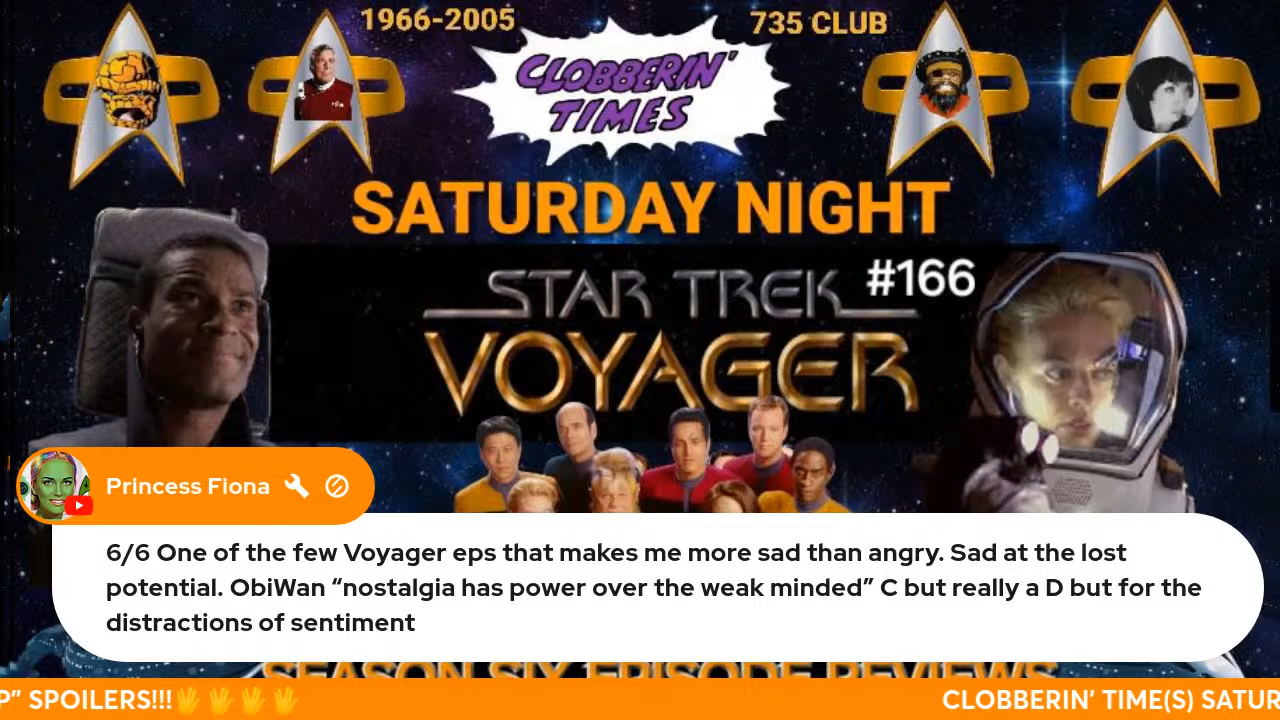 1966-2005
735 CLUB
CLOBBERIN'
TIMES
SATURDAY NIGHT
STAR TREK #166
VOYAGER
Princess Fiona
6/6 One of the few Voyager eps that makes me more sad than angry. Sad at the lost
potential. ObiWan “nostalgia has power over the weak minded” C but really a D but for the
distractions of sentiment
SEASON SIX EPISODE REVIEWS
P” SPOILERS!!!🖖🖖🖖🖖 CLOBBERIN’ TIME(S) SATUR